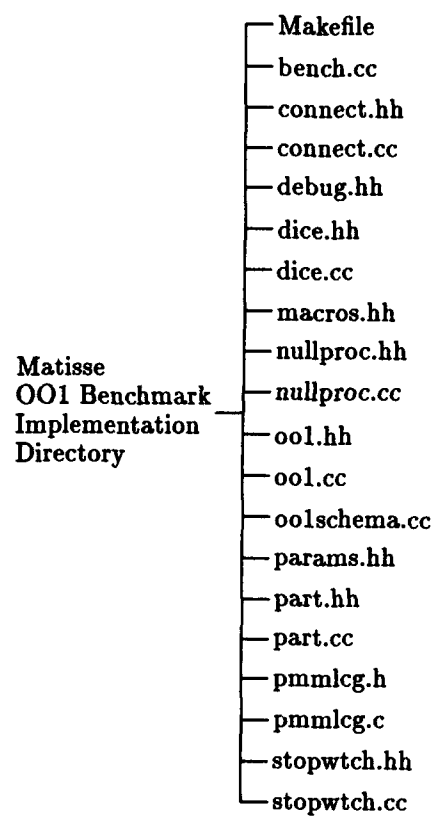 Makefile
bench.cc
connect.hh
connect.cc
debug.hh
dice.hh
dice.cc
macros.hh
nullproc.hh
nullproc.cc
Matisse
OO1 Benchmark
Implementation
Directory
oo1.hh
oo1.cc
oo1schema.cc
params.hh
part.hh
part.cc
pmmlcg.h
pmmlcg.c
stopwtch.hh
stopwtch.cc